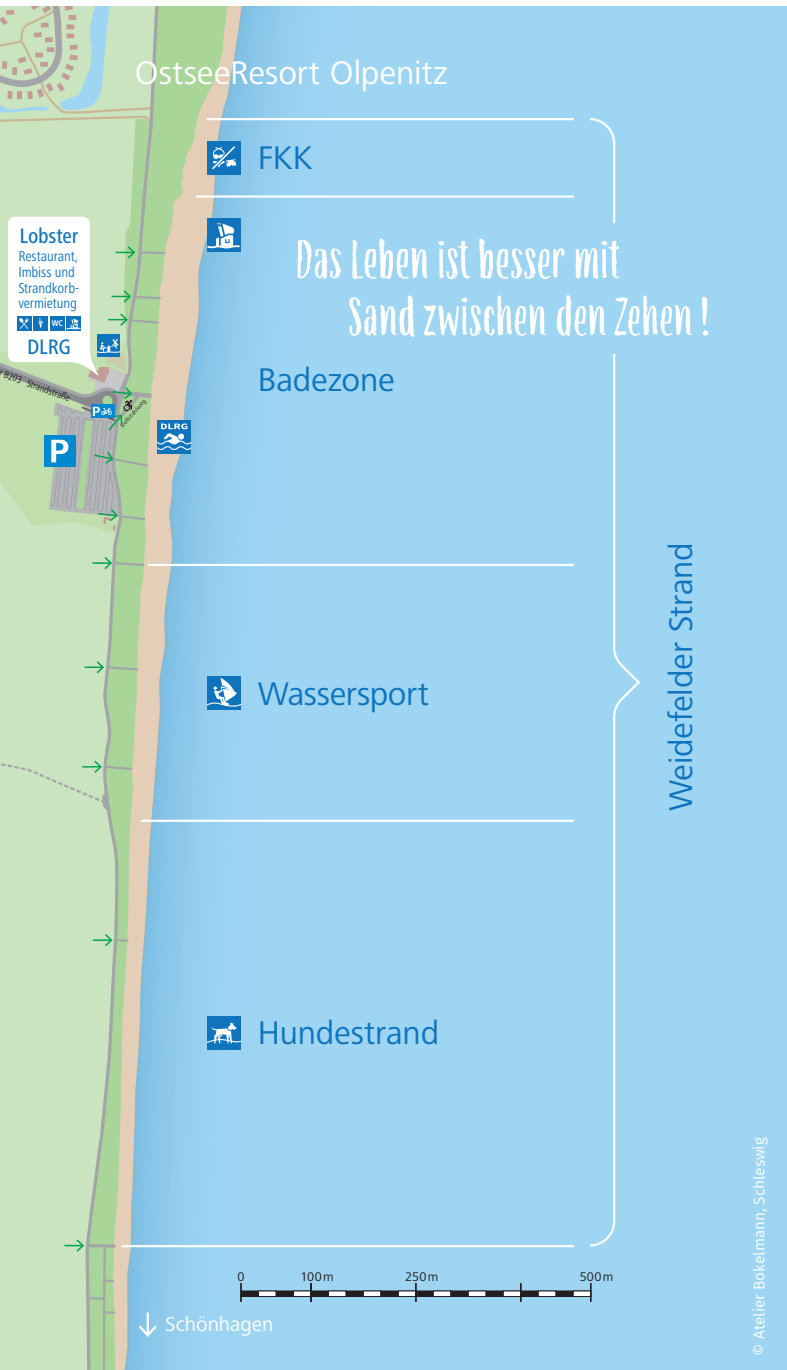 OstseeResort Olpenitz
FKK
Das Leben ist besser mit
Sand zwischen den Zehen !
Lobster
Restaurant,
Imbiss und
Strandkorb-
vermietung
WC
DLRG
B203 Strandstraße
P
P
DLRG
Badezone
Weidefelder Strand
Wassersport
Hundestrand
0 100m 250m 500m
Schönhagen
© Atelier Bokelmann, Schleswig